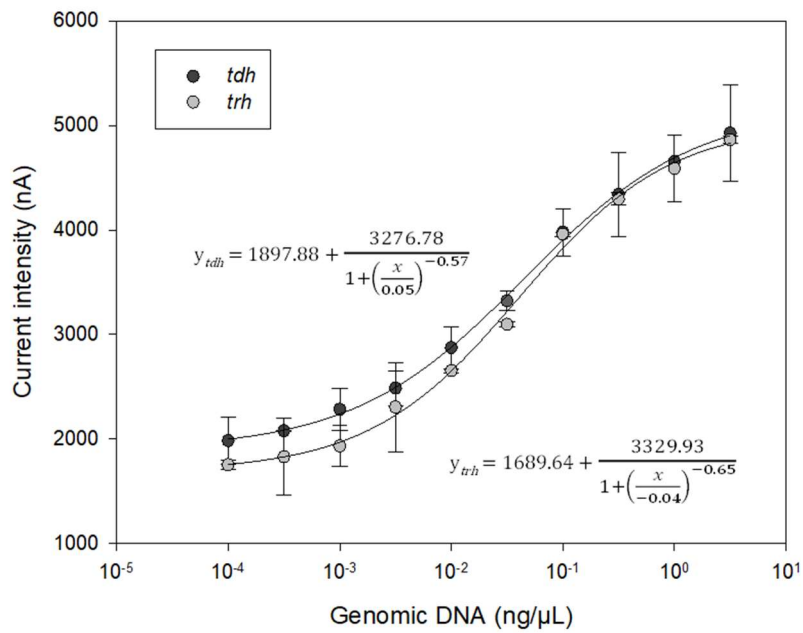 6000
5000
4000
3000
2000
1000
Current intensity (nA)
tdh
trh
y_tdh = 1897.88 + 3276.78 / 1+(x/0.05)^−0.57
y_trh = 1689.64 + 3329.93 / 1+(x/−0.04)^−0.65
10^-5 10^-4 10^-3 10^-2 10^-1 10^0 10^1
Genomic DNA (ng/µL)